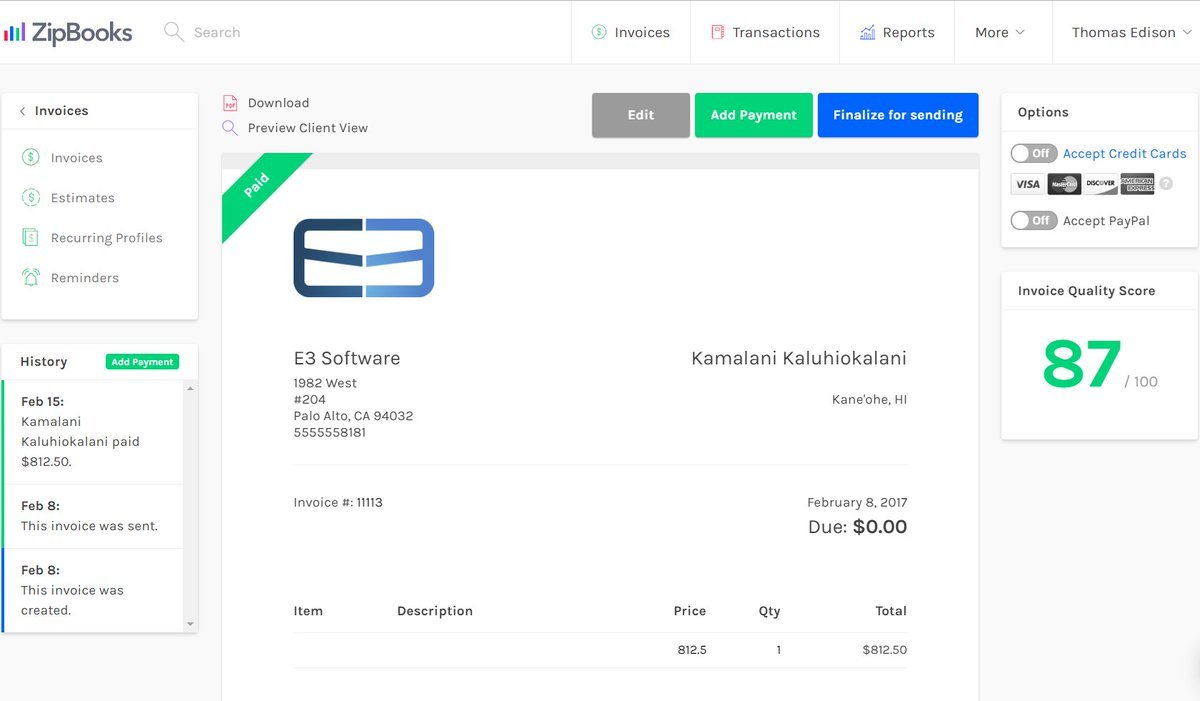 ZipBooks
Search
Invoices
Transactions
Reports
More
Thomas Edison
Invoices
Invoices
Estimates
Recurring Profiles
Reminders
History
Add Payment
Feb 15:
Kamalani
Kaluhiokalani paid
$812.50.
Feb 8:
This invoice was sent.
Feb 8:
This invoice was
created.
PDF
Download
Preview Client View
Edit
Add Payment
Finalize for sending
Paid
E3 Software
1982 West
#204
Palo Alto, CA 94032
5555558181
Kamalani Kaluhiokalani
Kane'ohe, HI
Invoice #: 11113
February 8, 2017
Due: $0.00
Item Description Price Qty Total
812.5 1 $812.50
Options
Off Accept Credit Cards
VISA MasterCard DISCOVER AMERICAN EXPRESS ?
Off Accept PayPal
Invoice Quality Score
87 / 100